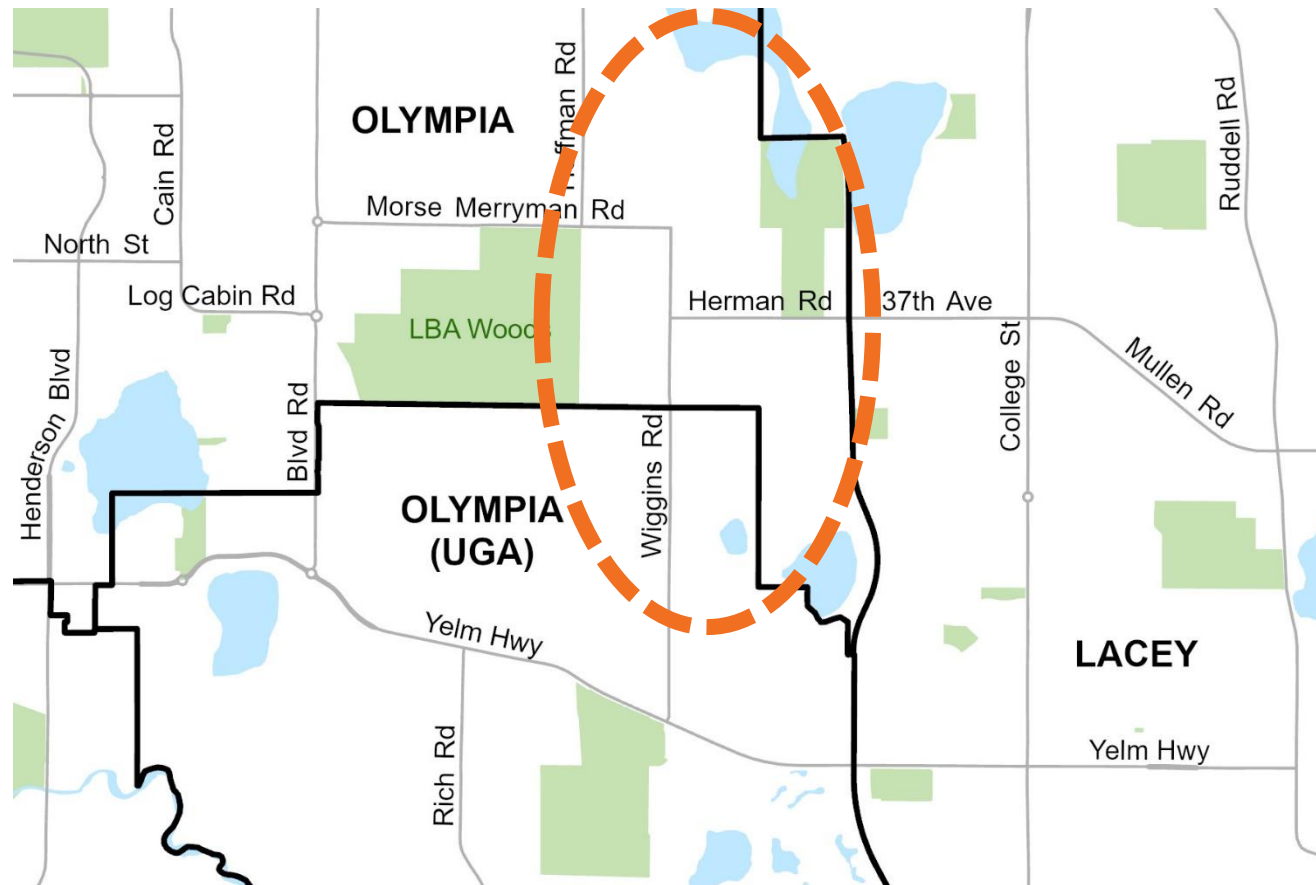 OLYMPIA
Hoffman Rd
Ruddell Rd
Cain Rd
Morse Merryman Rd
North St
Log Cabin Rd
LBA Woods
Herman Rd
37th Ave
Mullen Rd
College St
Henderson Blvd
Blvd Rd
Wiggins Rd
OLYMPIA
(UGA)
Yelm Hwy
LACEY
Rich Rd
Yelm Hwy